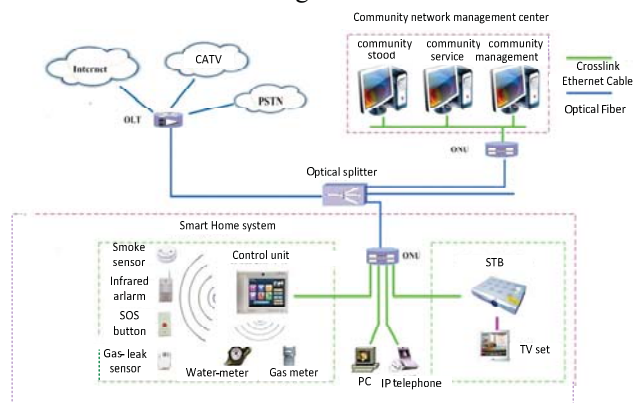 Community network management center
Internet
CATV
PSTN
OLT
community
stood
community
service
community
management
Crosslink
Ethernet Cable
Optical Fiber
ONU
Optical splitter
Smart Home system
Smoke
sensor
Infrared
arlarm
SOS
button
Gas-leak
sensor
Control unit
Water-meter
Gas meter
ONU
PC
IP telephone
STB
TV set